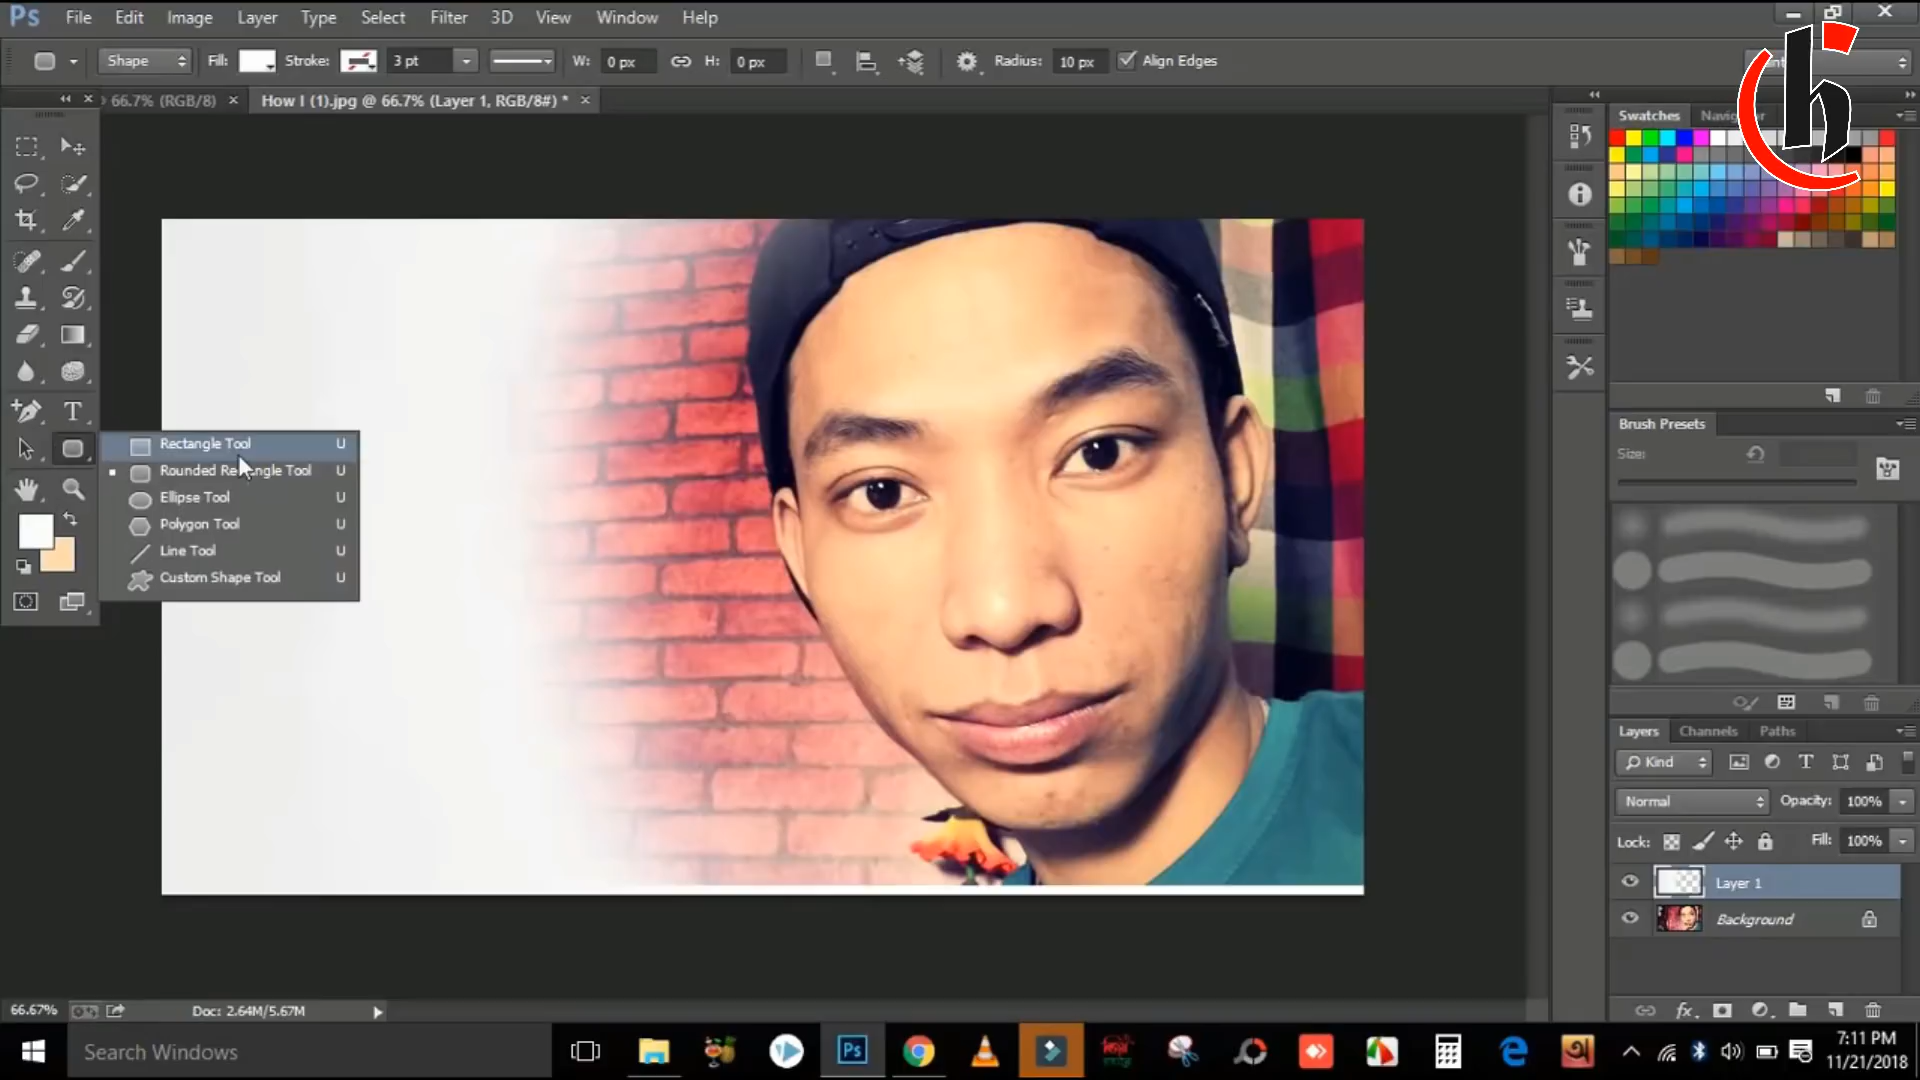 Ps File Edit Image Layer Type Select Filter 3D View Window Help
Shape Fill: Stroke: 3 pt W: 0 px H: 0 px Radius: 10 px Align Edges
66.7% (RGB/8) × How I (1).jpg @ 66.7% (Layer 1, RGB/8#) * ×
Swatches
Rectangle Tool U
Rounded Rectangle Tool U
Ellipse Tool U
Polygon Tool U
Line Tool U
Custom Shape Tool U
Brush Presets
Size:
Layers Channels Paths
Kind
Normal Opacity: 100%
Lock: Fill: 100%
Layer 1
Background
66.67% Doc: 2.64M/5.67M
Search Windows
Ps
7:11 PM
11/21/2018